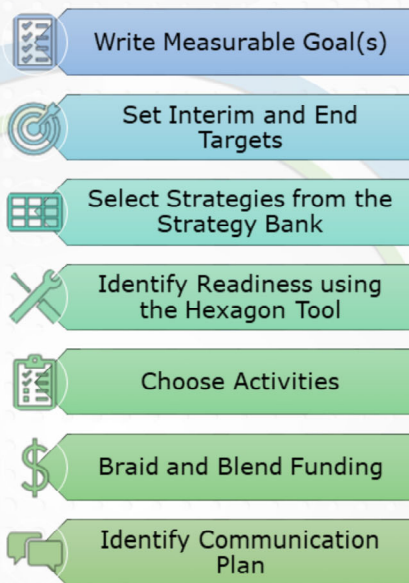 Write Measurable Goal(s)
Set Interim and End
Targets
Select Strategies from the
Strategy Bank
Identify Readiness using
the Hexagon Tool
Choose Activities
Braid and Blend Funding
Identify Communication
Plan